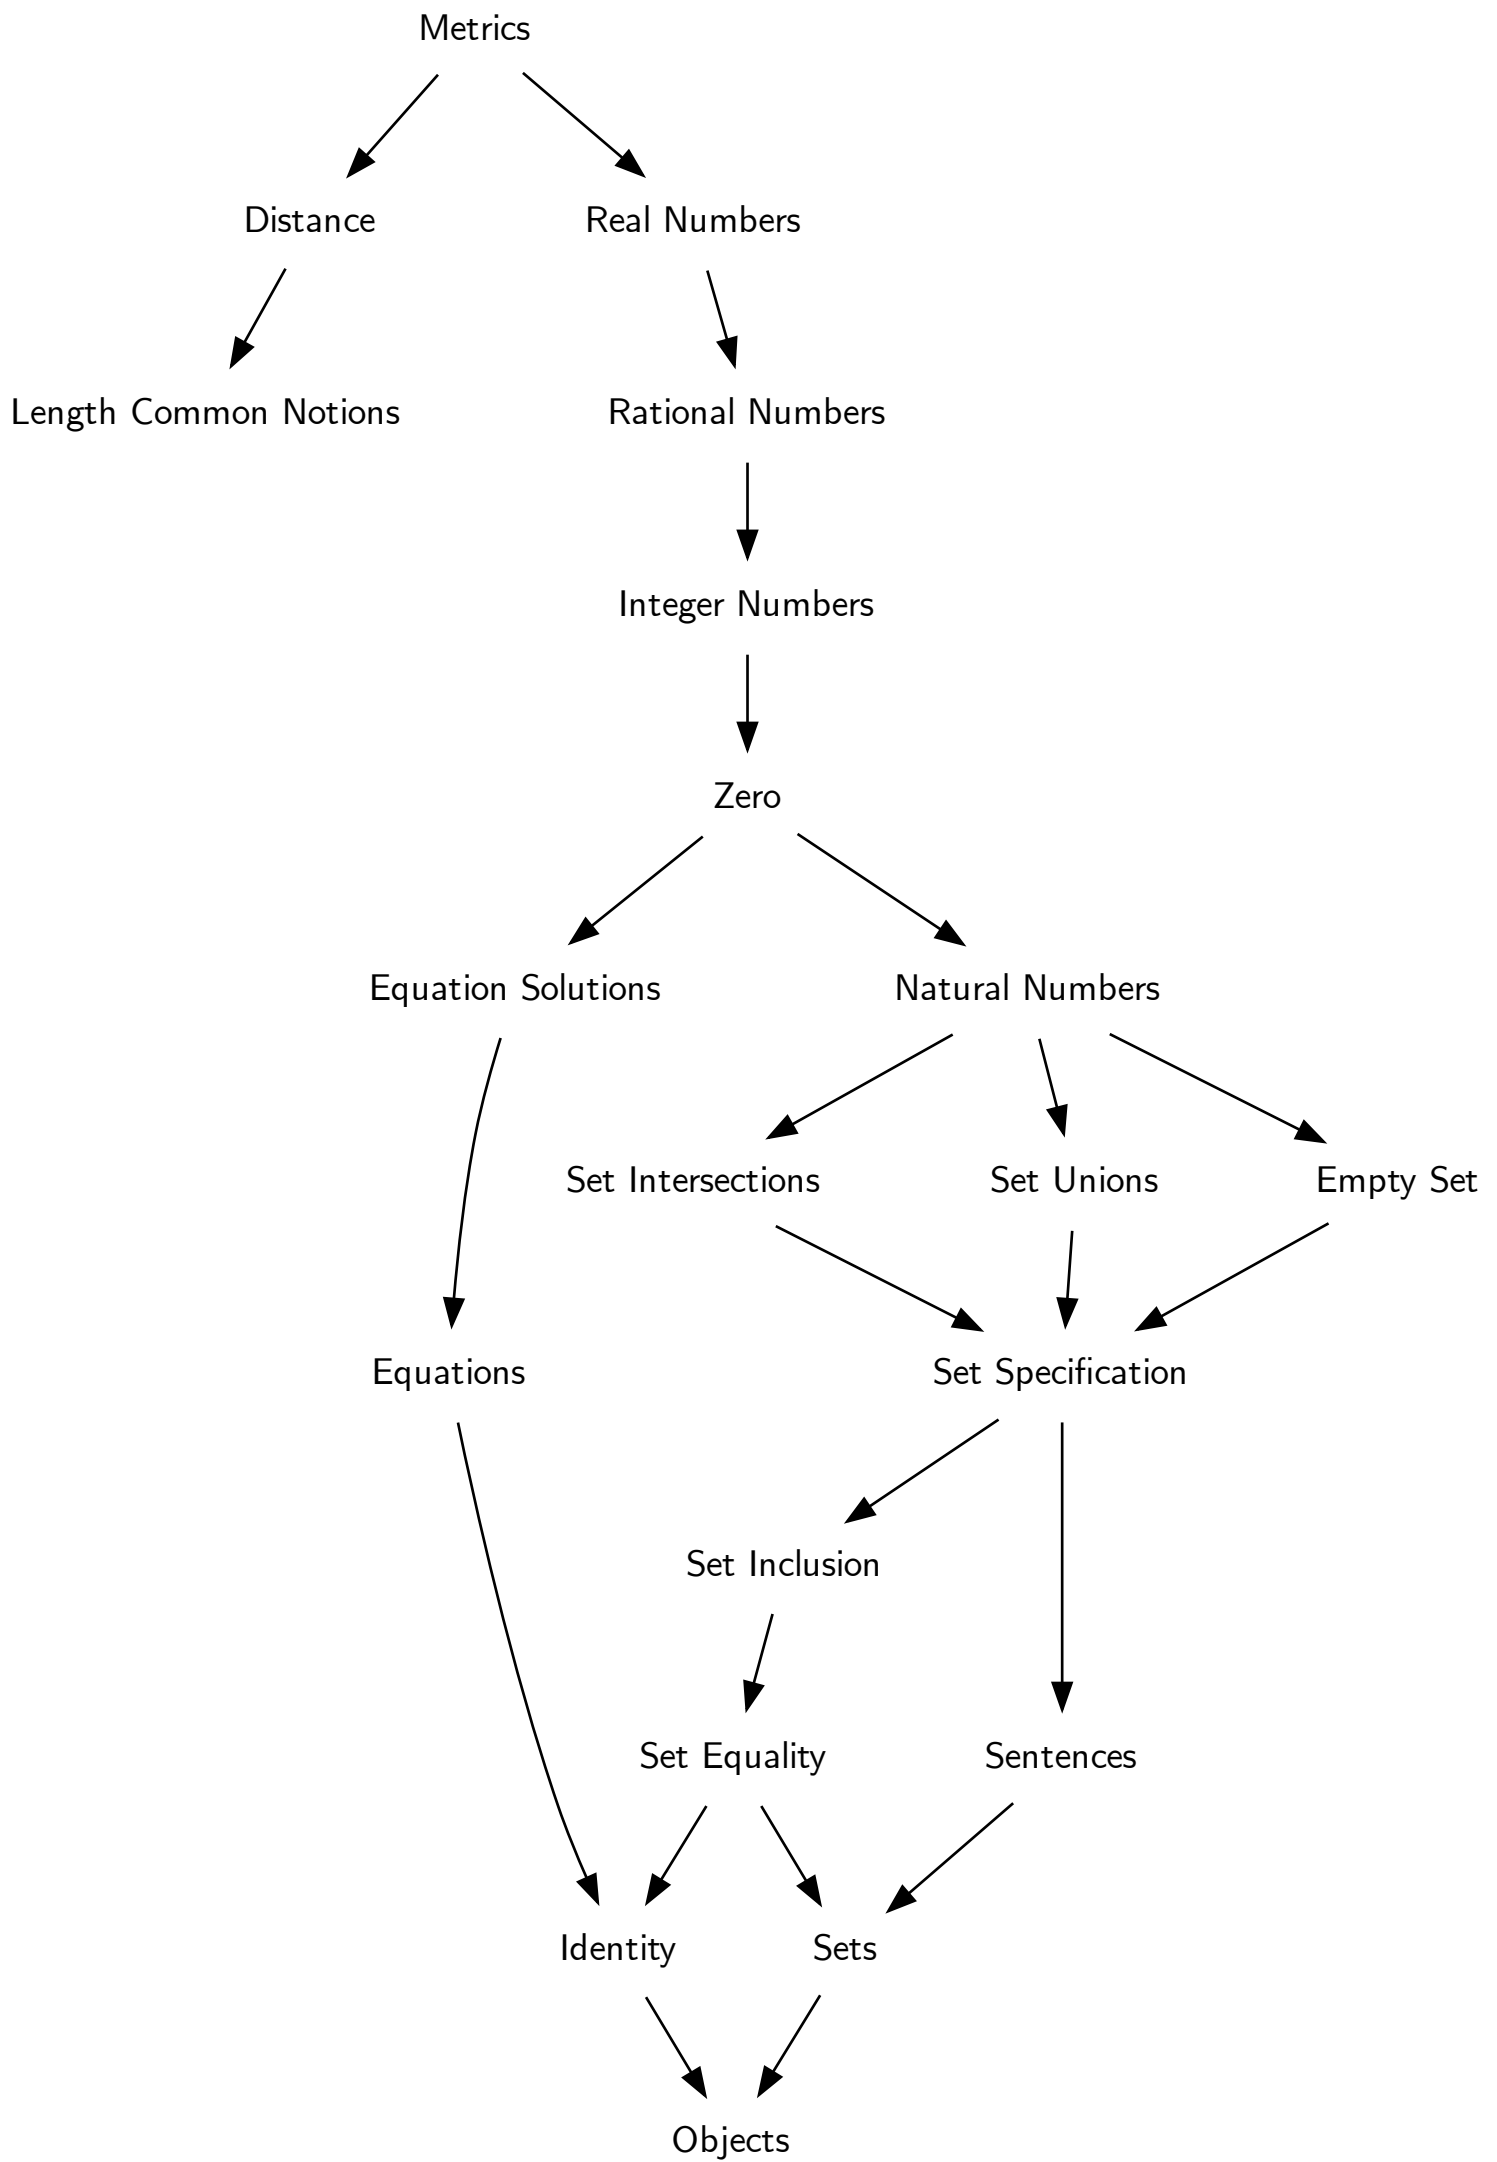 Metrics
Distance
Real Numbers
Length Common Notions
Rational Numbers
Integer Numbers
Zero
Equation Solutions
Natural Numbers
Set Intersections
Set Unions
Empty Set
Equations
Set Specification
Set Inclusion
Set Equality
Sentences
Identity
Sets
Objects